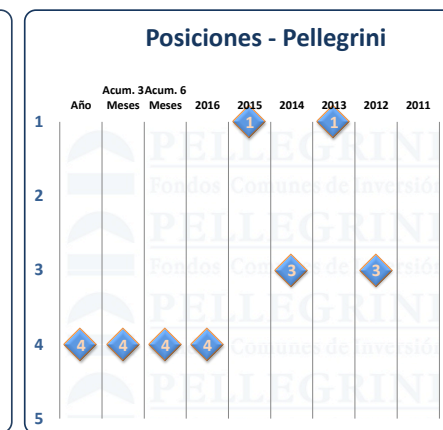 Posiciones - Pellegrini
Acum. 3 Acum. 6
Año Meses Meses 2016 2015 2014 2013 2012 2011
1 1 1
PELLEGRINI
Fondos Comunes de Inversión
2
PELLEGRINI
3 3 3
Fondos Comunes de Inversión
PELLEGRINI
4 4 4 4 4
Comunes de Inversión
PELLEGRINI
5